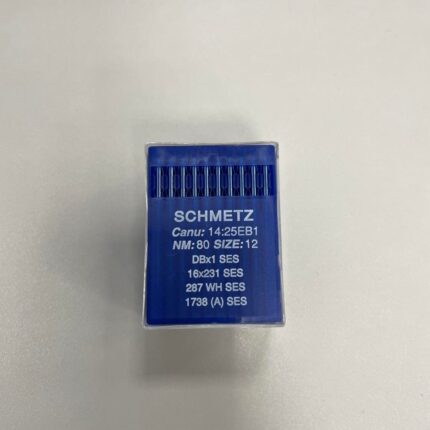 SCHMETZ
Canu: 14:25EB1
NM: 80 SIZE: 12
DBx1 SES
16x231 SES
287 WH SES
1738 (A) SES